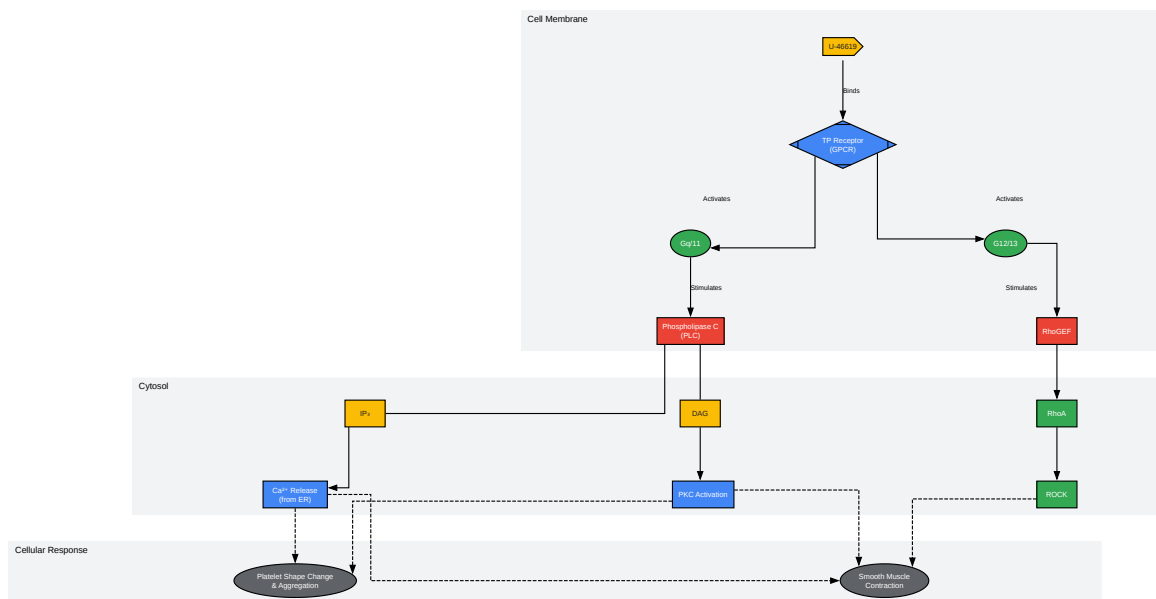 Cell Membrane
U-46619
Binds
TP Receptor
(GPCR)
Activates
Activates
Gq/11
G12/13
Stimulates
Stimulates
Phospholipase C
(PLC)
RhoGEF
Cytosol
IP₃
DAG
RhoA
Ca²⁺ Release
(from ER)
PKC Activation
ROCK
Cellular Response
Platelet Shape Change
& Aggregation
Smooth Muscle
Contraction